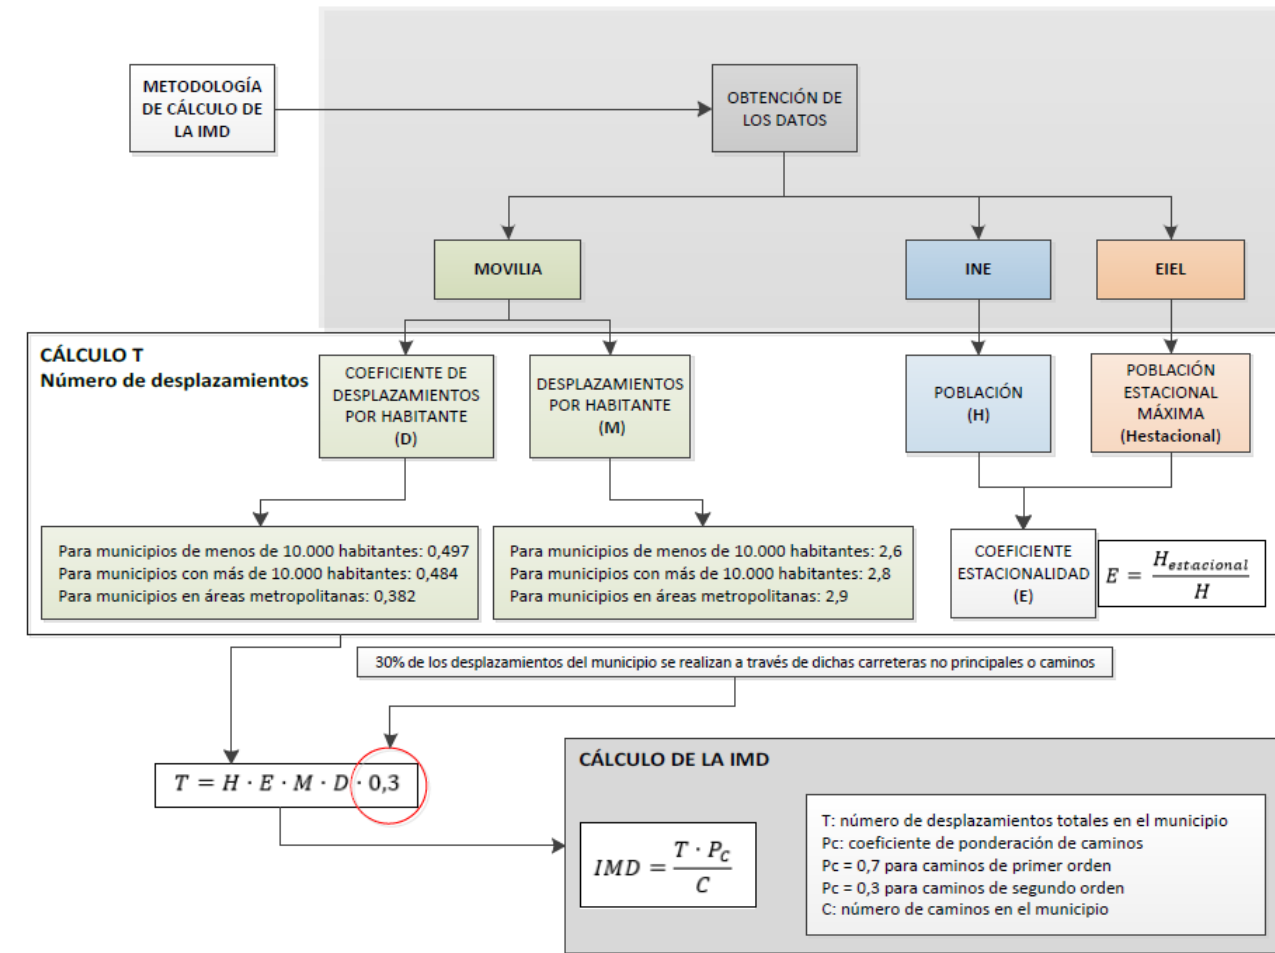 METODOLOGÍA
DE CÁLCULO DE
LA IMD
OBTENCIÓN DE
LOS DATOS
MOVILIA
INE
EIEL
CÁLCULO T
Número de desplazamientos
COEFICIENTE DE
DESPLAZAMIENTOS
POR HABITANTE
(D)
DESPLAZAMIENTOS
POR HABITANTE
(M)
POBLACIÓN
(H)
POBLACIÓN
ESTACIONAL
MÁXIMA
(Hestacional)
Para municipios de menos de 10.000 habitantes: 0,497
Para municipios con más de 10.000 habitantes: 0,484
Para municipios en áreas metropolitanas: 0,382
Para municipios de menos de 10.000 habitantes: 2,6
Para municipios con más de 10.000 habitantes: 2,8
Para municipios en áreas metropolitanas: 2,9
COEFICIENTE
ESTACIONALIDAD
(E)
E = H_estacional / H
30% de los desplazamientos del municipio se realizan a través de dichas carreteras no principales o caminos
T = H · E · M · D · 0,3
CÁLCULO DE LA IMD
IMD = T · P_C / C
T: número de desplazamientos totales en el municipio
Pc: coeficiente de ponderación de caminos
Pc = 0,7 para caminos de primer orden
Pc = 0,3 para caminos de segundo orden
C: número de caminos en el municipio